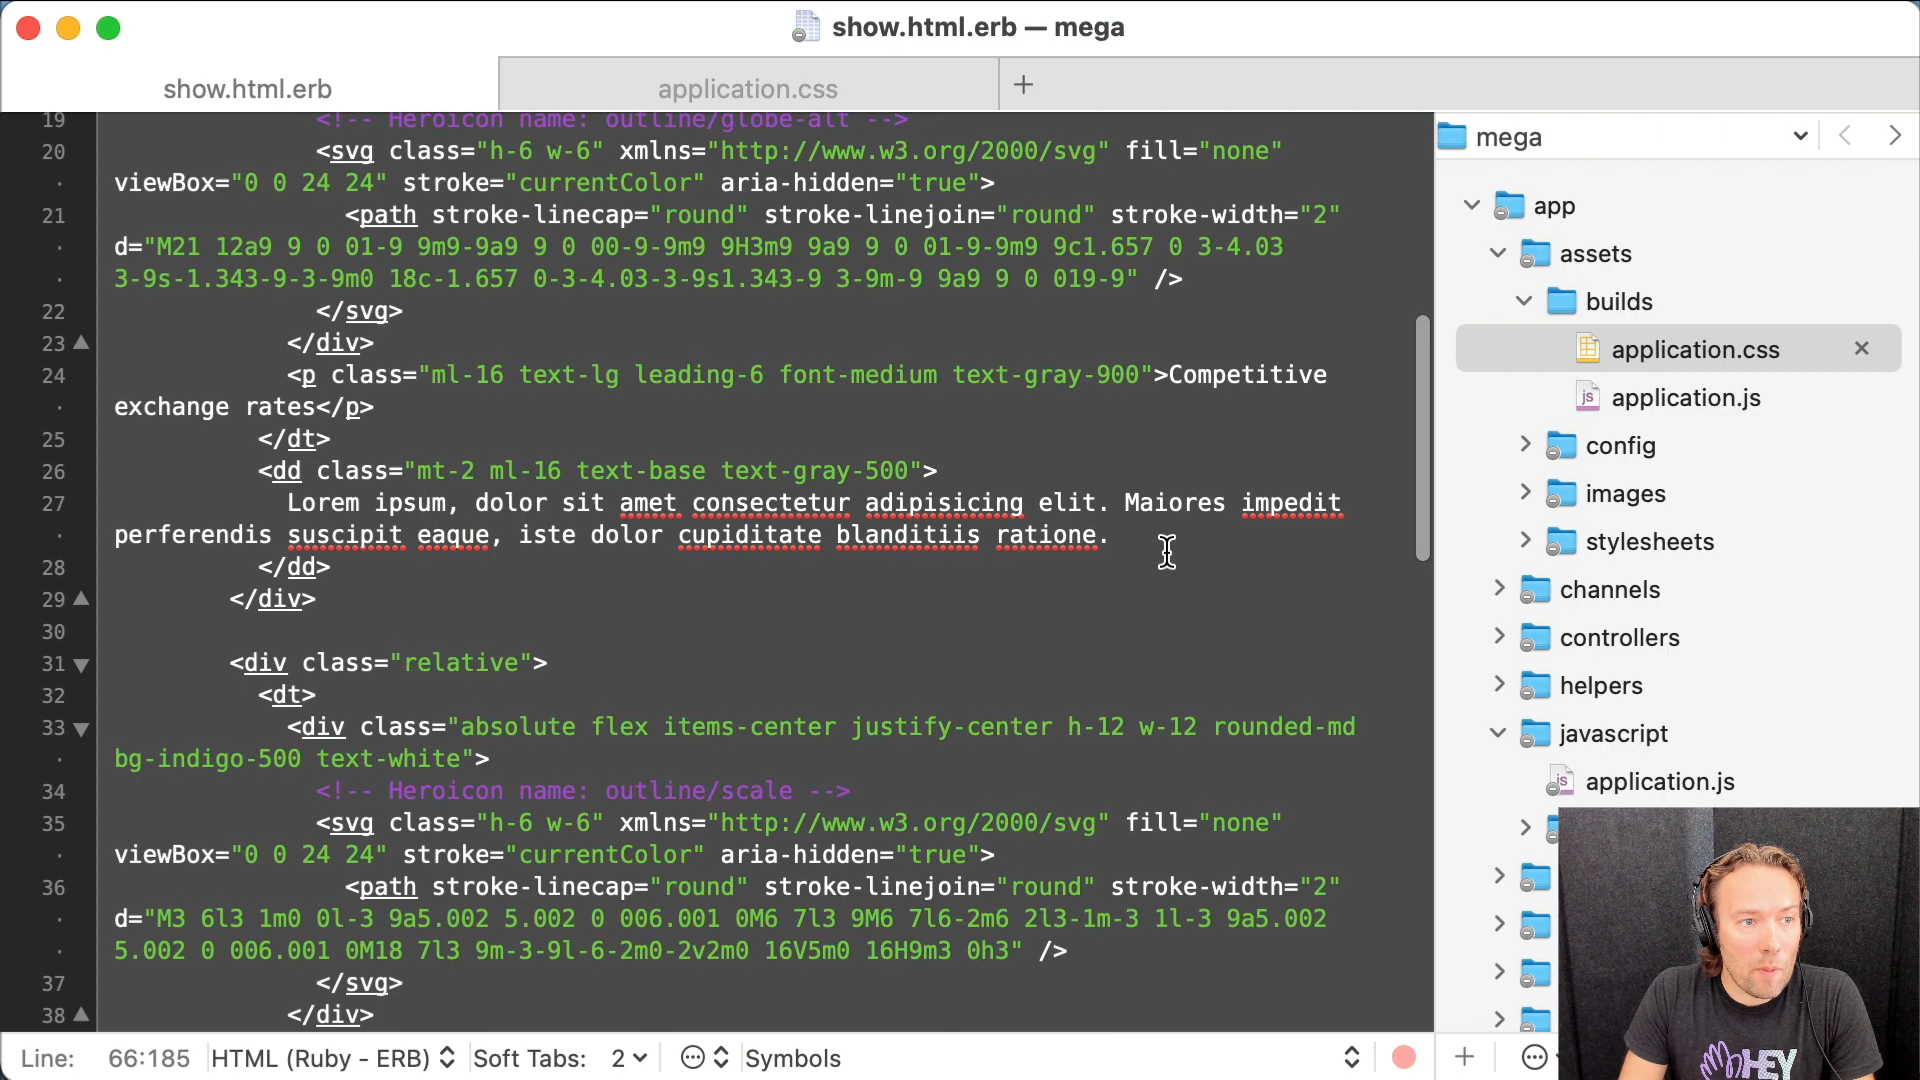 show.html.erb — mega
show.html.erb
application.css
+
19 <!-- Heroicon name: outline/globe-alt -->
20 <svg class="h-6 w-6" xmlns="http://www.w3.org/2000/svg" fill="none"
· viewBox="0 0 24 24" stroke="currentColor" aria-hidden="true">
21 <path stroke-linecap="round" stroke-linejoin="round" stroke-width="2"
· d="M21 12a9 9 0 01-9 9m9-9a9 9 0 00-9-9m9 9H3m9 9a9 9 0 01-9-9m9 9c1.657 0 3-4.03
· 3-9s-1.343-9-3-9m0 18c-1.657 0-3-4.03-3-9s1.343-9 3-9m-9 9a9 9 0 019-9" />
22 </svg>
23 </div>
24 <p class="ml-16 text-lg leading-6 font-medium text-gray-900">Competitive
· exchange rates</p>
25 </dt>
26 <dd class="mt-2 ml-16 text-base text-gray-500">
27 Lorem ipsum, dolor sit amet consectetur adipisicing elit. Maiores impedit
· perferendis suscipit eaque, iste dolor cupiditate blanditiis ratione.
28 </dd>
29 </div>
30
31 <div class="relative">
32 <dt>
33 <div class="absolute flex items-center justify-center h-12 w-12 rounded-md
· bg-indigo-500 text-white">
34 <!-- Heroicon name: outline/scale -->
35 <svg class="h-6 w-6" xmlns="http://www.w3.org/2000/svg" fill="none"
· viewBox="0 0 24 24" stroke="currentColor" aria-hidden="true">
36 <path stroke-linecap="round" stroke-linejoin="round" stroke-width="2"
· d="M3 6l3 1m0 0l-3 9a5.002 5.002 0 006.001 0M6 7l3 9M6 7l6-2m6 2l3-1m-3 1l-3 9a5.002
· 5.002 0 006.001 0M18 7l3 9m-3-9l-6-2m0-2v2m0 16V5m0 16H9m3 0h3" />
37 </svg>
38 </div>
mega
app
assets
builds
application.css
js application.js
config
images
stylesheets
channels
controllers
helpers
javascript
js application.js
HEY
Line: 66:185 HTML (Ruby - ERB) Soft Tabs: 2 Symbols